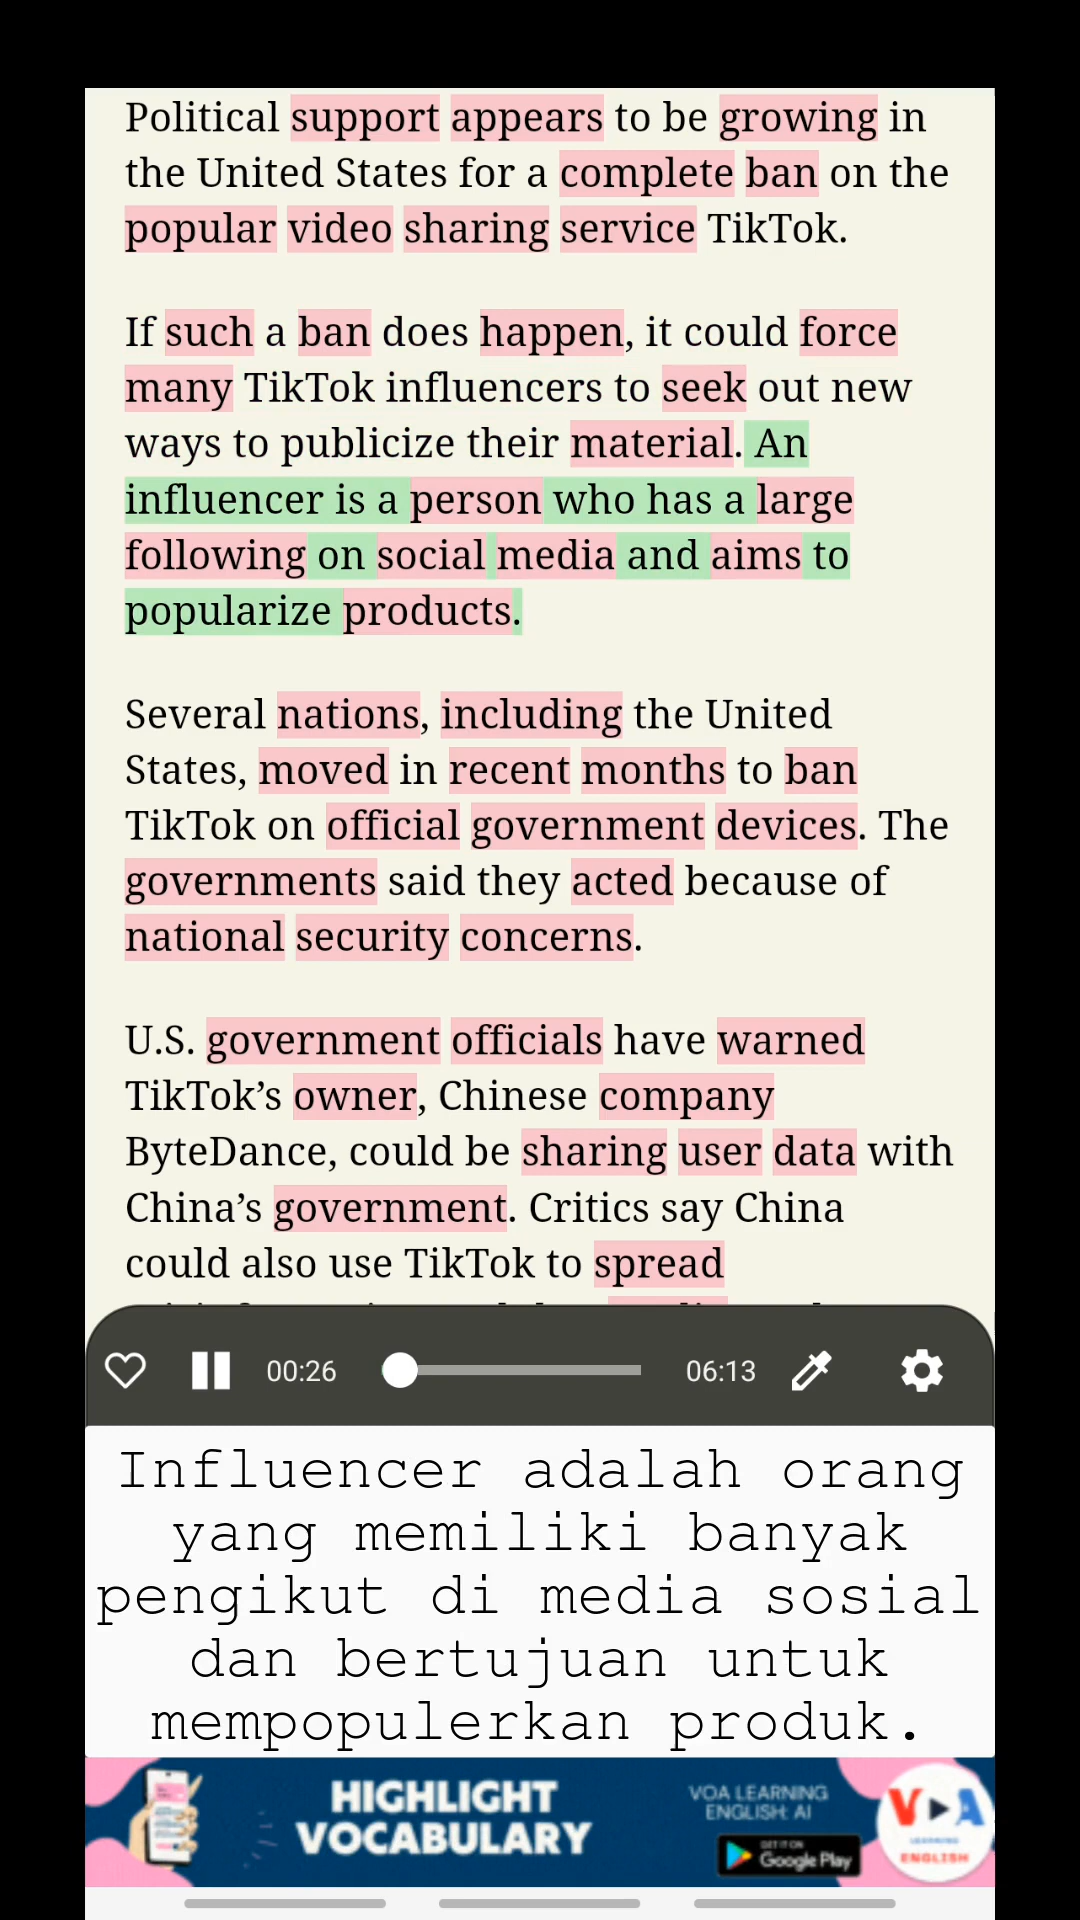 Political support appears to be growing in
the United States for a complete ban on the
popular video sharing service TikTok.
If such a ban does happen, it could force
many TikTok influencers to seek out new
ways to publicize their material. An
influencer is a person who has a large
following on social media and aims to
popularize products.
Several nations, including the United
States, moved in recent months to ban
TikTok on official government devices. The
governments said they acted because of
national security concerns.
U.S. government officials have warned
TikTok’s owner, Chinese company
ByteDance, could be sharing user data with
China’s government. Critics say China
could also use TikTok to spread
00:26
06:13
Influencer adalah orang
yang memiliki banyak
pengikut di media sosial
dan bertujuan untuk
mempopulerkan produk.
HIGHLIGHT
VOCABULARY
VOA LEARNING
ENGLISH: AI
GET IT ON
Google Play
VOA
LEARNING
ENGLISH